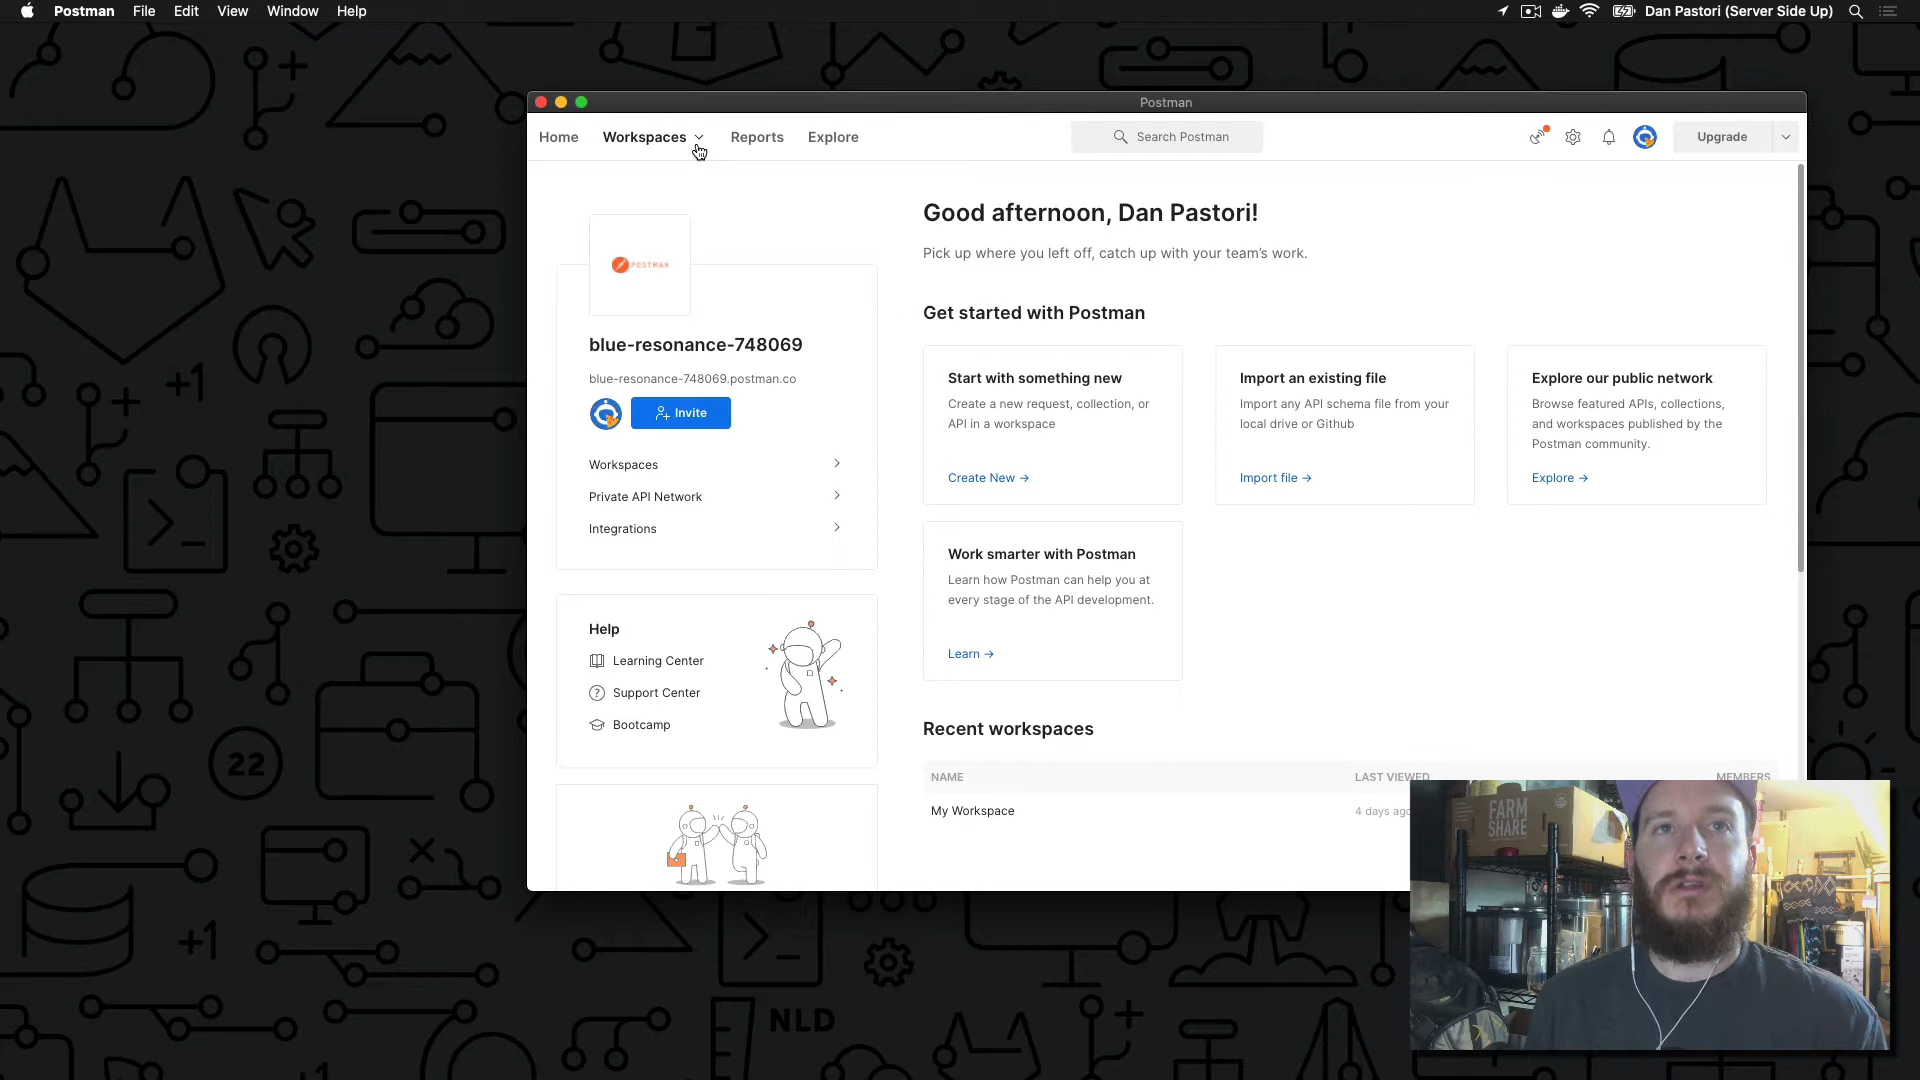 Postman File Edit View Window Help
Dan Pastori (Server Side Up)
Postman
Home Workspaces Reports Explore
Search Postman
Upgrade
POSTMAN
blue-resonance-748069
blue-resonance-748069.postman.co
Invite
Workspaces
Private API Network
Integrations
Help
Learning Center
Support Center
Bootcamp
Good afternoon, Dan Pastori!
Pick up where you left off, catch up with your team’s work.
Get started with Postman
Start with something new
Create a new request, collection, or
API in a workspace
Create New →
Import an existing file
Import any API schema file from your
local drive or Github
Import file →
Explore our public network
Browse featured APIs, collections,
and workspaces published by the
Postman community.
Explore →
Work smarter with Postman
Learn how Postman can help you at
every stage of the API development.
Learn →
Recent workspaces
NAME LAST VIEWED MEMBERS
My Workspace 4 days ago
+1
22
+1
NLD
FARM
SHARE